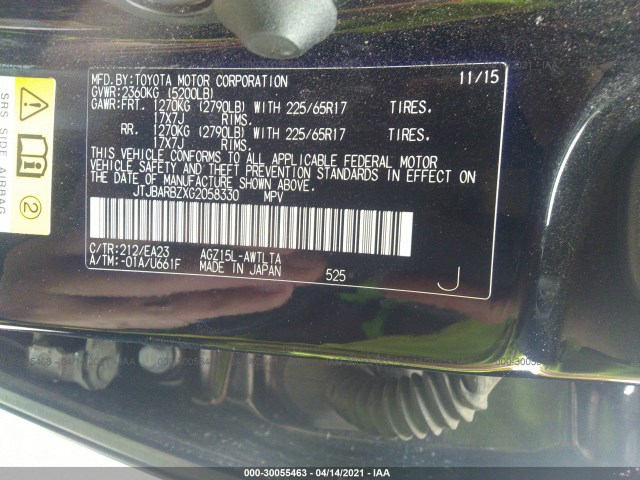 MFD.BY:TOYOTA MOTOR CORPORATION 11/15
GVWR:2360KG (5200LB)
GAWR:FRT. 1270KG (2790LB) WITH 225/65R17 TIRES.
17X7J RIMS.
RR. 1270KG (2790LB) WITH 225/65R17 TIRES.
17X7J RIMS.
THIS VEHICLE CONFORMS TO ALL APPLICABLE FEDERAL MOTOR
VEHICLE SAFETY AND THEFT PREVENTION STANDARDS IN EFFECT ON
THE DATE OF MANUFACTURE SHOWN ABOVE.
JTJBARBZXG2058330 MPV
C/TR:212/EA23 AGZ15L-AWTLTA
A/TM:-01A/U661F MADE IN JAPAN 525 J
SRS SIDE AIRBAG
2
000-30055463 - 04/14/2021 - IAA